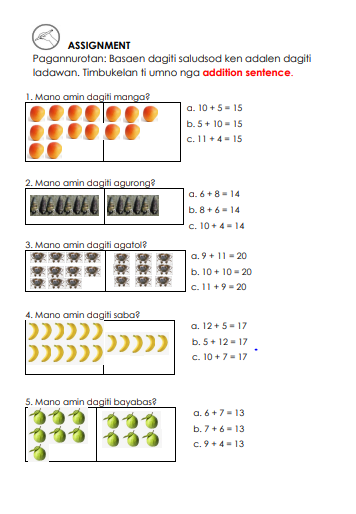 ASSIGNMENT
Pagannurotan: Basaen dagiti saludsod ken adalen dagiti
ladawan. Timbukelan ti umno nga addition sentence.
1. Mano amin dagiti manga?
a. 10 + 5 = 15
b. 5 + 10 = 15
c. 11 + 4 = 15
2. Mano amin dagiti agurong?
a. 6 + 8 = 14
b. 8 + 6 = 14
c. 10 + 4 = 14
3. Mano amin dagiti agatol?
a. 9 + 11 = 20
b. 10 + 10 = 20
c. 11 + 9 = 20
4. Mano amin dagiti saba?
a. 12 + 5 = 17
b. 5 + 12 = 17
c. 10 + 7 = 17
5. Mano amin dagiti bayabas?
a. 6 + 7 = 13
b. 7 + 6 = 13
c. 9 + 4 = 13